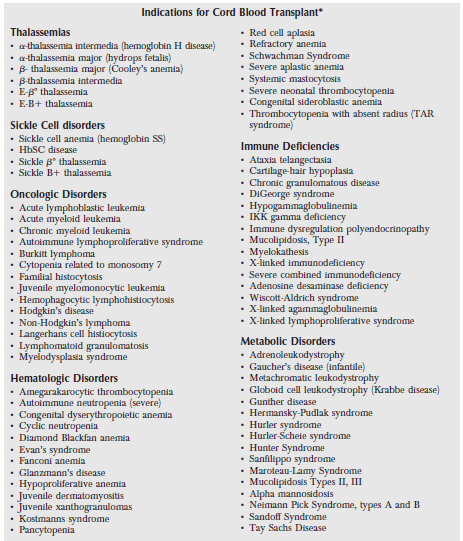 Indications for Cord Blood Transplant*
Thalassemias
• α-thalassemia intermedia (hemoglobin H disease)
• α-thalassemia major (hydrops fetalis)
• β- thalassemia major (Cooley's anemia)
• β-thalassemia intermedia
• E-β° thalassemia
• E-B+ thalassemia
Sickle Cell disorders
• Sickle cell anemia (hemoglobin SS)
• HbSC disease
• Sickle β° thalassemia
• Sickle B+ thalassemia
Oncologic Disorders
• Acute lymphoblastic leukemia
• Acute myeloid leukemia
• Chronic myeloid leukemia
• Autoimmune lymphoproliferative syndrome
• Burkitt lymphoma
• Cytopenia related to monosomy 7
• Familial histocytosis
• Juvenile myelomonocytic leukemia
• Hemophagocytic lymphohistiocytosis
• Hodgkin's disease
• Non-Hodgkin's lymphoma
• Langerhans cell histiocytosis
• Lymphomatoid granulomatosis
• Myelodysplasia syndrome
Hematologic Disorders
• Amegarakarocytic thrombocytopenia
• Autoimmune neutropenia (severe)
• Congenital dyserythropoietic anemia
• Cyclic neutropenia
• Diamond Blackfan anemia
• Evan's syndrome
• Fanconi anemia
• Glanzmann's disease
• Hypoproliferative anemia
• Juvenile dermatomyositis
• Juvenile xanthogranulomas
• Kostmanns syndrome
• Pancytopenia
• Red cell aplasia
• Refractory anemia
• Schwachman Syndrome
• Severe aplastic anemia
• Systemic mastocytosis
• Severe neonatal thrombocytopenia
• Congenital sideroblastic anemia
• Thrombocytopenia with absent radius (TAR
syndrome)
Immune Deficiencies
• Ataxia telangectasia
• Cartilage-hair hypoplasia
• Chronic granulomatous disease
• DiGeorge syndrome
• Hypogammaglobulinemia
• IKK gamma deficiency
• Immune dysregulation polyendocrinopathy
• Mucolipidosis, Type II
• Myelokathesis
• X-linked immunodeficiency
• Severe combined immunodeficiency
• Adenosine desaminase deficiency
• Wiscott-Aldrich syndrome
• X-linked agammaglobulinemia
• X-linked lymphoproliferative syndrome
Metabolic Disorders
• Adrenoleukodystrophy
• Gaucher's disease (infantile)
• Metachromatic leukodystrophy
• Globoid cell leukodystrophy (Krabbe disease)
• Gunther disease
• Hermansky-Pudlak syndrome
• Hurler syndrome
• Hurler-Scheie syndrome
• Hunter Syndrome
• Sanfilippo syndrome
• Maroteau-Lamy Syndrome
• Mucolipidosis Types II, III
• Alpha mannosidosis
• Neimann Pick Syndrome, types A and B
• Sandoff Syndrome
• Tay Sachs Disease